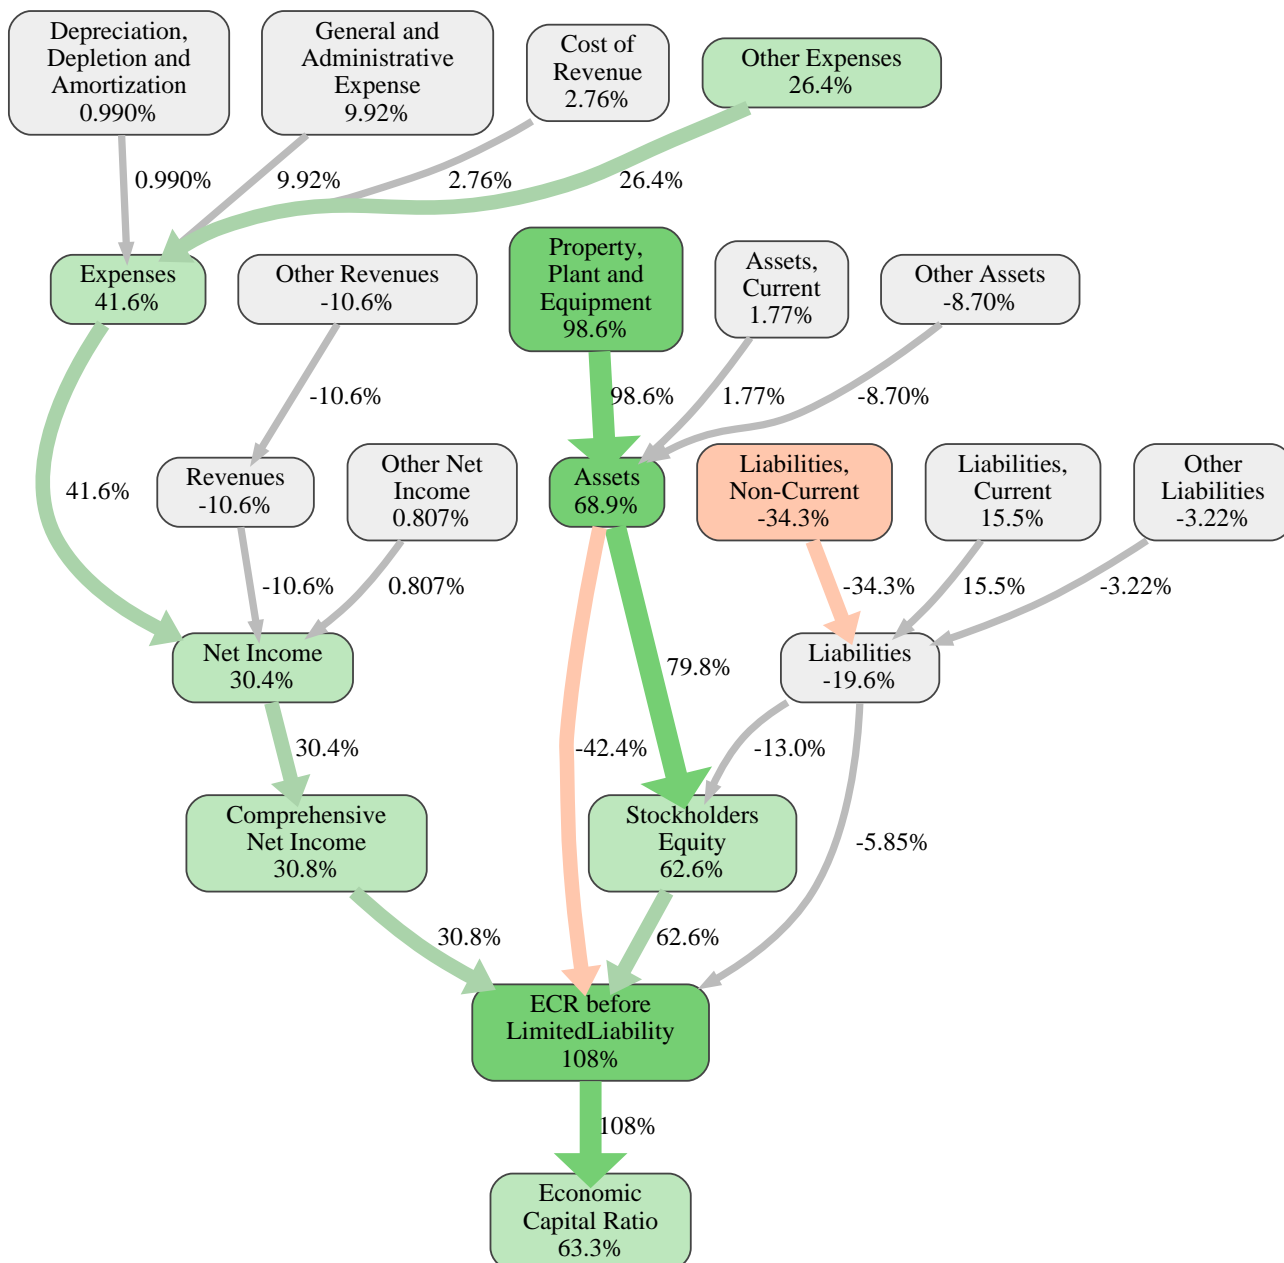 Depreciation,
Depletion and
Amortization
0.990%
General and
Administrative
Expense
9.92%
Cost of
Revenue
2.76%
Other Expenses
26.4%
0.990%
9.92%
2.76%
26.4%
Expenses
41.6%
Other Revenues
-10.6%
Property,
Plant and
Equipment
98.6%
Assets,
Current
1.77%
Other Assets
-8.70%
-10.6%
98.6%
1.77%
-8.70%
41.6%
Revenues
-10.6%
Other Net
Income
0.807%
Assets
68.9%
Liabilities,
Non-Current
-34.3%
Liabilities,
Current
15.5%
Other
Liabilities
-3.22%
-10.6%
0.807%
-34.3%
15.5%
-3.22%
Net Income
30.4%
79.8%
Liabilities
-19.6%
30.4%
-42.4%
-13.0%
Comprehensive
Net Income
30.8%
Stockholders
Equity
62.6%
-5.85%
30.8%
62.6%
ECR before
LimitedLiability
108%
108%
Economic
Capital Ratio
63.3%